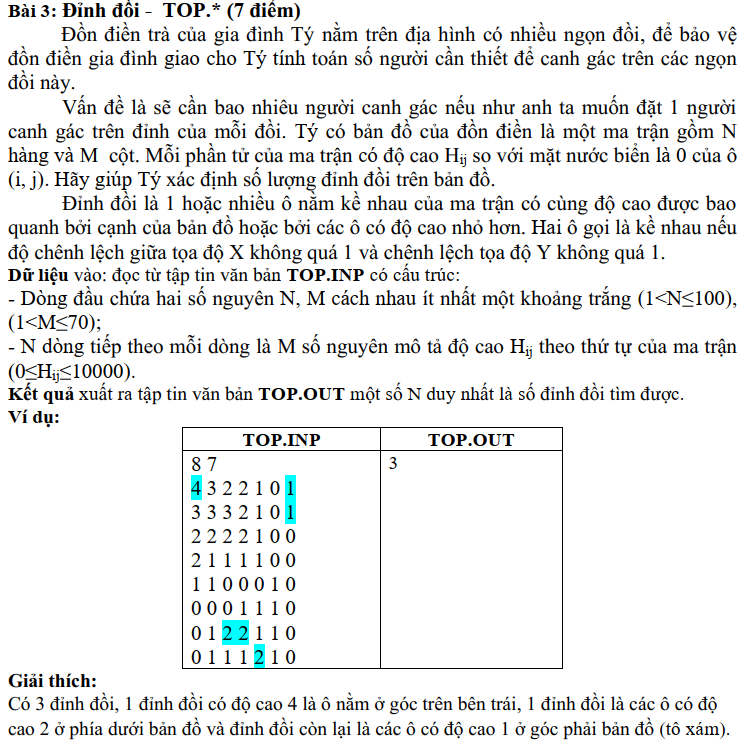 Bài 3: Đỉnh đồi - TOP.* (7 điểm)
Đồn điền trà của gia đình Tý nằm trên địa hình có nhiều ngọn đồi, để bảo vệ
đồn điền gia đình giao cho Tý tính toán số người cần thiết để canh gác trên các ngọn
đồi này.
Vấn đề là sẽ cần bao nhiêu người canh gác nếu như anh ta muốn đặt 1 người
canh gác trên đỉnh của mỗi đồi. Tý có bản đồ của đồn điền là một ma trận gồm N
hàng và M cột. Mỗi phần tử của ma trận có độ cao Hij so với mặt nước biển là 0 của ô
(i, j). Hãy giúp Tý xác định số lượng đỉnh đồi trên bản đồ.
Đỉnh đồi là 1 hoặc nhiều ô nằm kề nhau của ma trận có cùng độ cao được bao
quanh bởi cạnh của bản đồ hoặc bởi các ô có độ cao nhỏ hơn. Hai ô gọi là kề nhau nếu
độ chênh lệch giữa tọa độ X không quá 1 và chênh lệch tọa độ Y không quá 1.
Dữ liệu vào: đọc từ tập tin văn bản TOP.INP có cấu trúc:
- Dòng đầu chứa hai số nguyên N, M cách nhau ít nhất một khoảng trắng (1<N≤100),
(1<M≤70);
- N dòng tiếp theo mỗi dòng là M số nguyên mô tả độ cao Hij theo thứ tự của ma trận
(0≤Hij≤10000).
Kết quả xuất ra tập tin văn bản TOP.OUT một số N duy nhất là số đỉnh đồi tìm được.
Ví dụ:
TOP.INP TOP.OUT
8 7 3
4 3 2 2 1 0 1
3 3 3 2 1 0 1
2 2 2 2 1 0 0
2 1 1 1 1 0 0
1 1 0 0 0 1 0
0 0 0 1 1 1 0
0 1 2 2 1 1 0
0 1 1 1 2 1 0
Giải thích:
Có 3 đỉnh đồi, 1 đỉnh đồi có độ cao 4 là ô nằm ở góc trên bên trái, 1 đỉnh đồi là các ô có độ
cao 2 ở phía dưới bản đồ và đỉnh đồi còn lại là các ô có độ cao 1 ở góc phải bản đồ (tô xám).